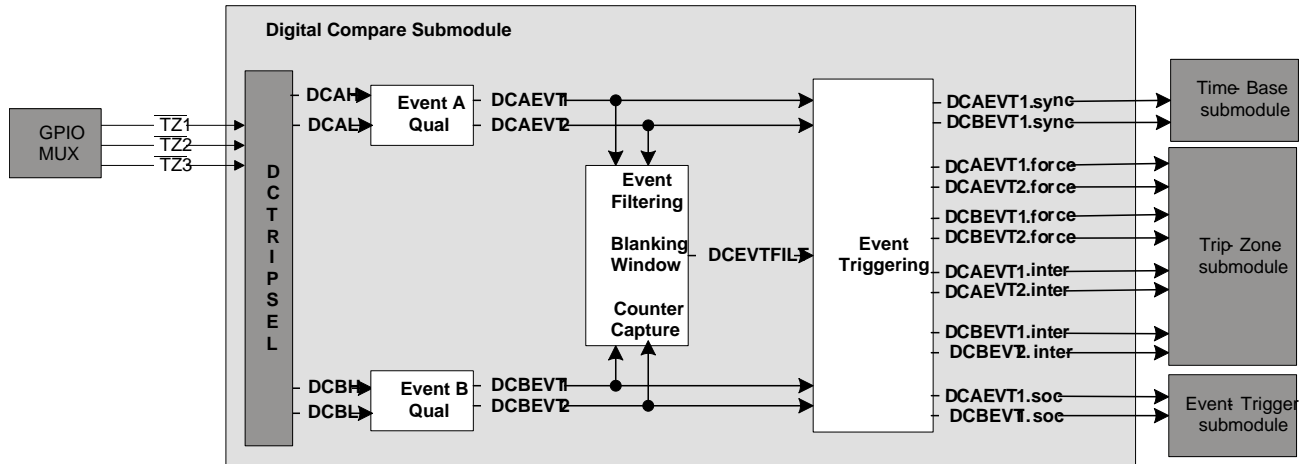 Digital Compare Submodule
GPIO
MUX
TZ1
TZ2
TZ3
D
C
T
R
I
P
S
E
L
DCAH
DCAL
DCBH
DCBL
Event A
Qual
Event B
Qual
DCAEVT1
DCAEVT2
DCBEVT1
DCBEVT2
Event
Filtering
Blanking
Window
Counter
Capture
DCEVTFILT
Event
Triggering
DCAEVT1.sync
DCBEVT1.sync
DCAEVT1.force
DCAEVT2.force
DCBEVT1.force
DCBEVT2.force
DCAEVT1.inter
DCAEVT2.inter
DCBEVT1.inter
DCBEVT2.inter
DCAEVT1.soc
DCBEVT1.soc
Time- Base
submodule
Trip- Zone
submodule
Event- Trigger
submodule